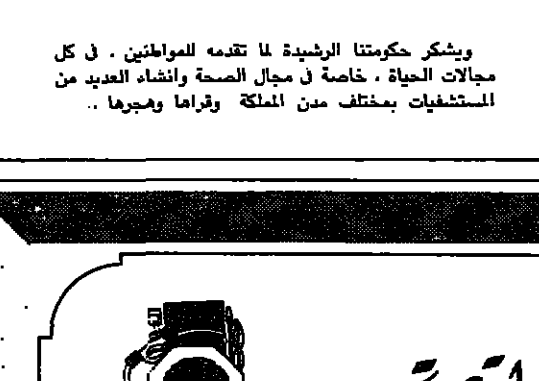 ويشكر حكومتنا الرشيدة لما تقدمه للمواطنين ، في كل
مجالات الحياة ، خاصة في مجال الصحة وانشاء العديد من
المستشفيات بمختلف مدن المملكة وقراها وهجرها ..